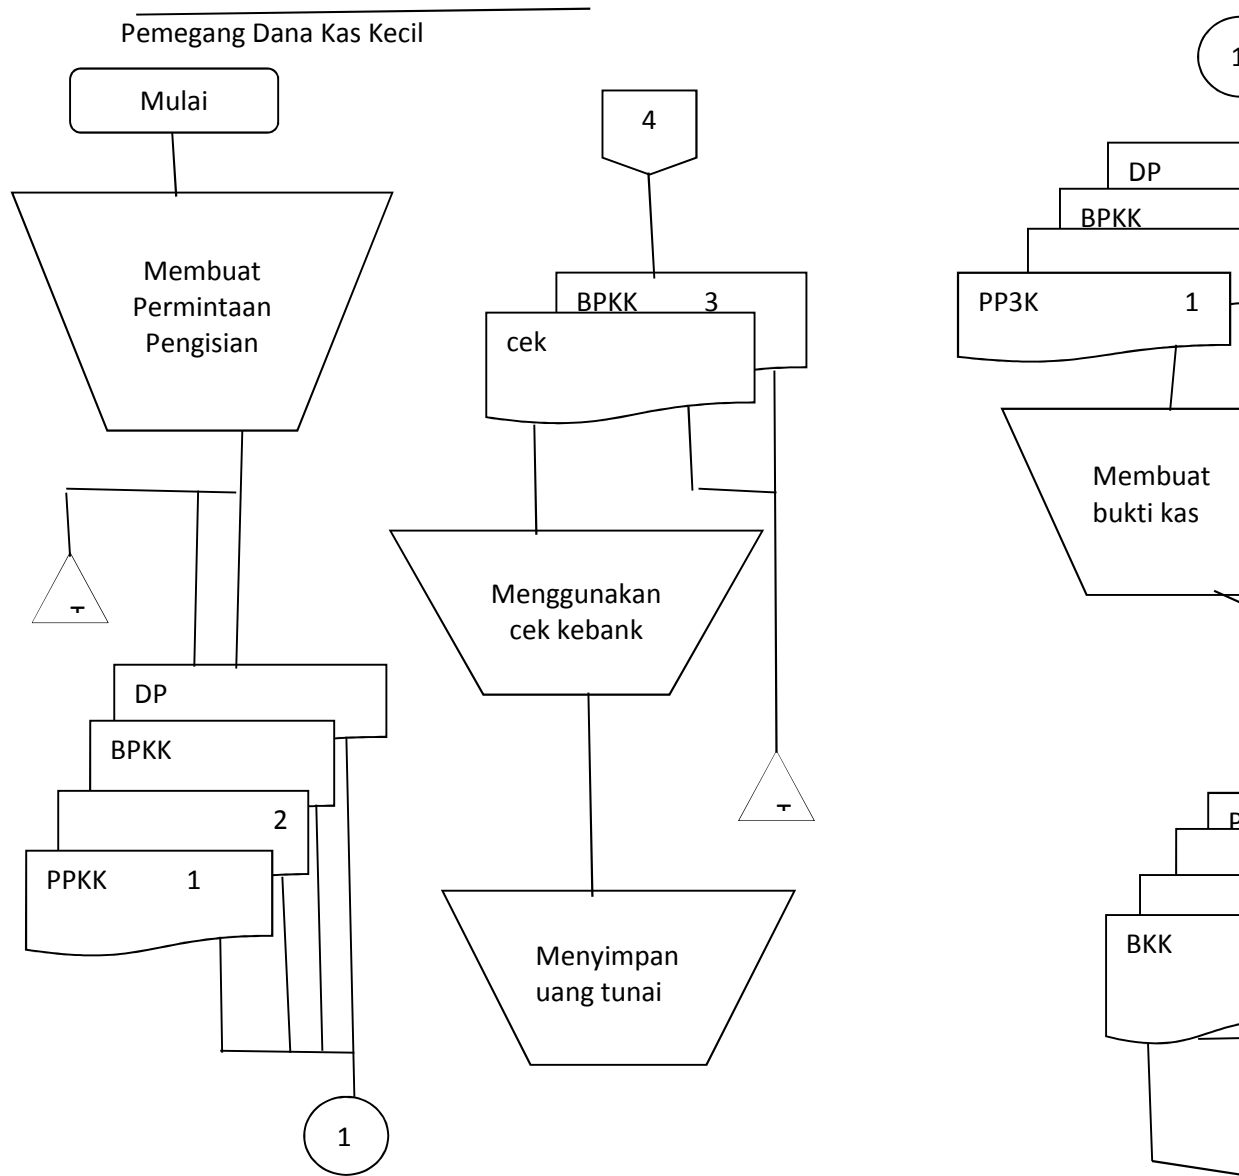 Pemegang Dana Kas Kecil
Mulai
Membuat
Permintaan
Pengisian
T
DP
BPKK
2
PPKK 1
1
4
BPKK 3
cek
Menggunakan
cek kebank
T
Menyimpan
uang tunai
1
DP
BPKK
PP3K 1
Membuat
bukti kas
BKK